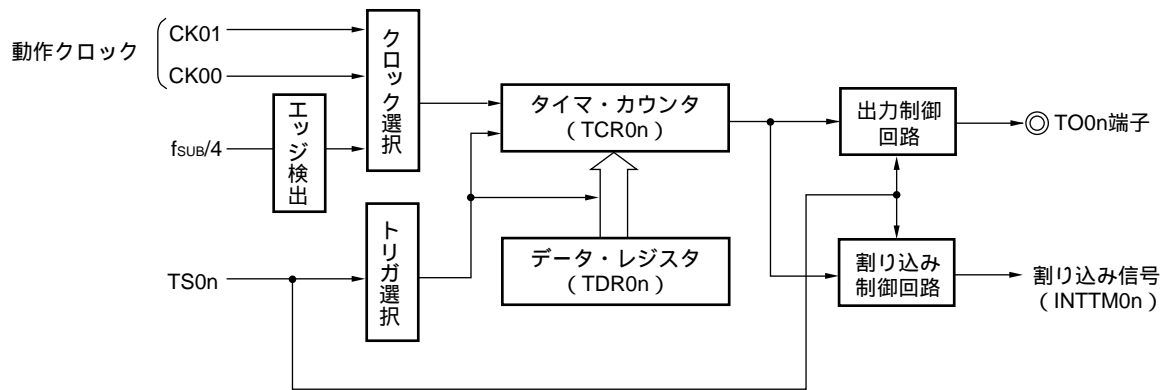 動作クロック
CK01
CK00
fSUB/4
エッジ検出
クロック選択
TS0n
トリガ選択
タイマ・カウンタ
（TCR0n）
データ・レジスタ
（TDR0n）
出力制御
回路
TO0n端子
割り込み
制御回路
割り込み信号
（INTTM0n）